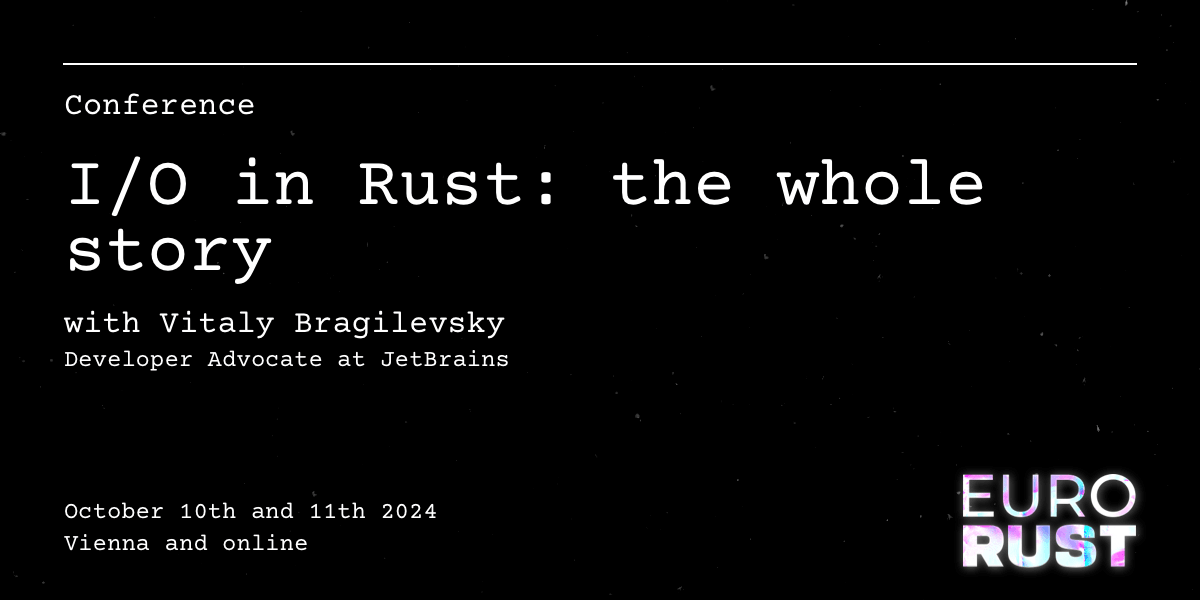 Conference
I/O in Rust: the whole
story
with Vitaly Bragilevsky
Developer Advocate at JetBrains
October 10th and 11th 2024
Vienna and online
EURO
RUST